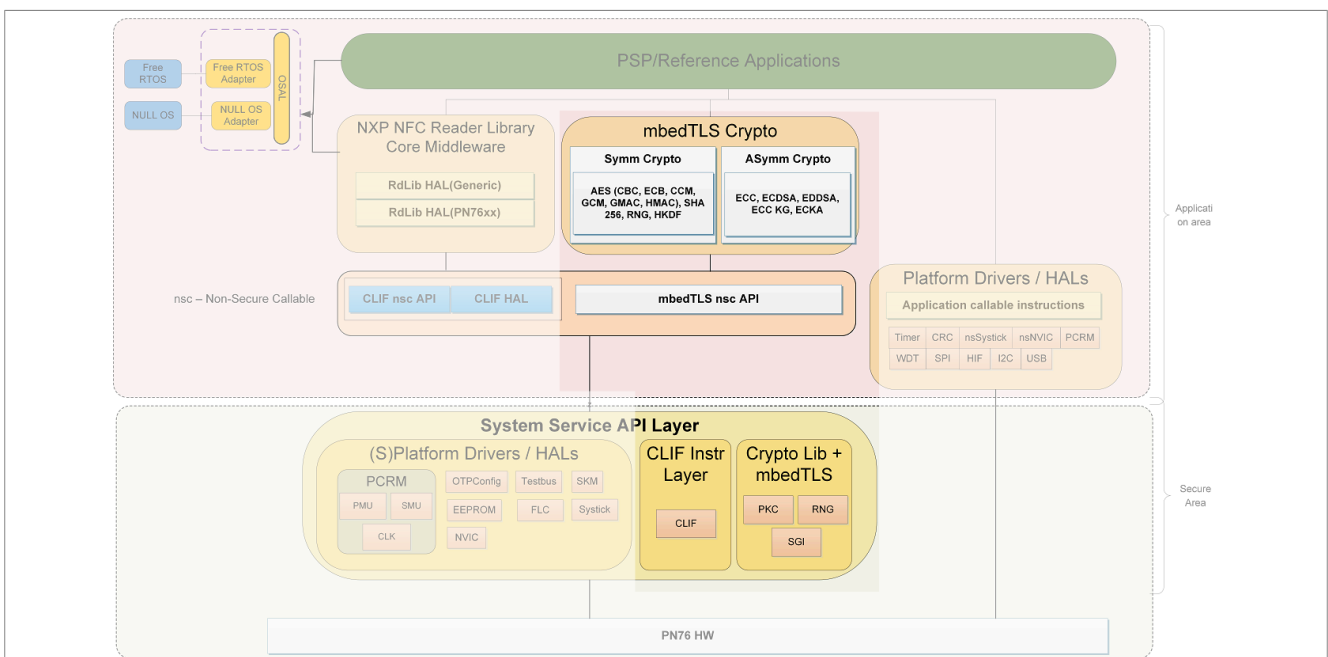 PSP/Reference Applications
Free
RTOS
Free RTOS
Adapter
OSAL
NULL OS
NULL OS
Adapter
NXP NFC Reader Library
Core Middleware
RdLib HAL(Generic)
RdLib HAL(PN76xx)
mbedTLS Crypto
Symm Crypto
AES (CBC, ECB, CCM,
GCM, GMAC, HMAC), SHA
256, RNG, HKDF
ASymm Crypto
ECC, ECDSA, EDDSA,
ECC KG, ECKA
Applicati
on area
nsc – Non-Secure Callable
CLIF nsc API
CLIF HAL
mbedTLS nsc API
Platform Drivers / HALs
Application callable instructions
Timer
CRC
nsSystick
nsNVIC
PCRM
WDT
SPI
HIF
I2C
USB
System Service API Layer
(S)Platform Drivers / HALs
PCRM
PMU
SMU
CLK
OTPConfig
Testbus
SKM
EEPROM
FLC
Systick
NVIC
CLIF Instr
Layer
CLIF
Crypto Lib +
mbedTLS
PKC
RNG
SGI
Secure
Area
PN76 HW